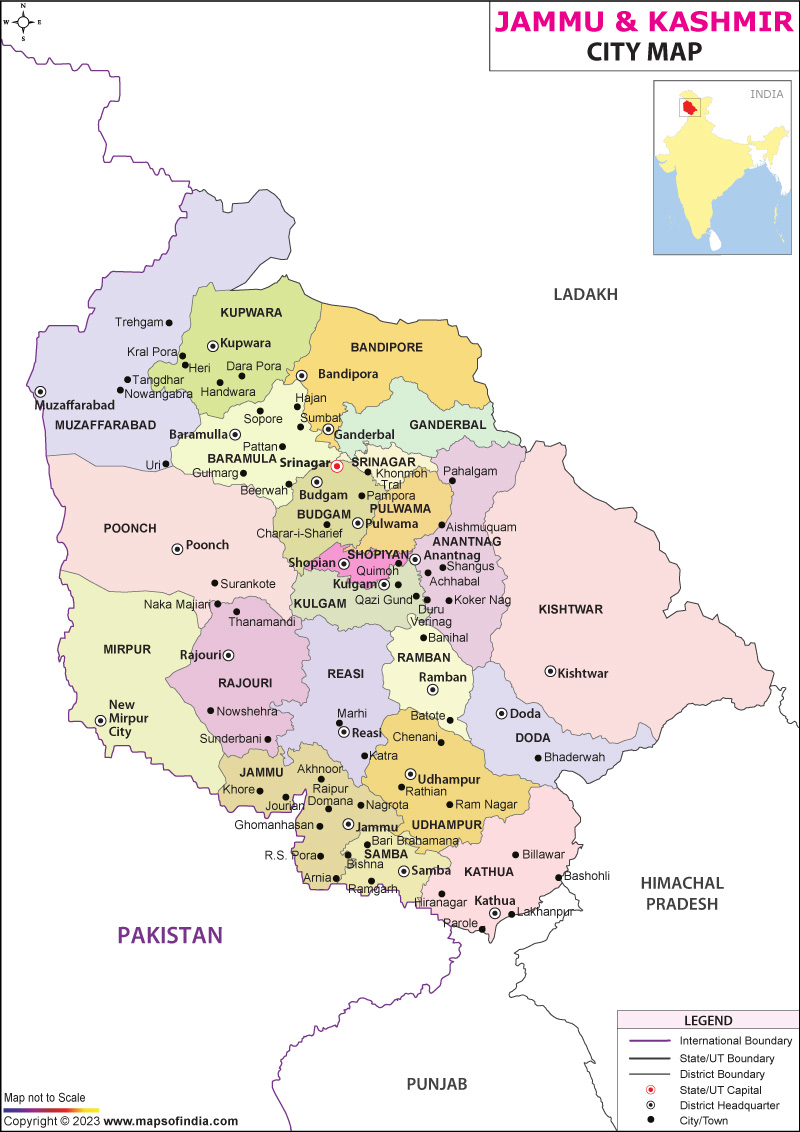 N
W
E
S
JAMMU & KASHMIR
CITY MAP
INDIA
LADAKH
KUPWARA
Trehgam
Kupwara
BANDIPORE
Kral Pora
Heri
Dara Pora
Bandipora
Tangdhar
Handwara
Nowangabra
Muzaffarabad
Hajan
MUZAFFARABAD
Sopore
Sumbal
GANDERBAL
Baramulla
Ganderbal
Pattan
BARAMULA
Srinagar
SRINAGAR
Uri
Gulmarg
Khonmoh
Pahalgam
Tral
Beerwah
Budgam
Pampora
PULWAMA
BUDGAM
Pulwama
POONCH
Charar-i-Sharief
Aishmuquam
ANANTNAG
Poonch
SHOPIYAN
Anantnag
Shopian
Quimoh
Shangus
Surankote
Kulgam
Achhabal
Naka Majiari
KULGAM
Qazi Gund
Koker Nag
Thanamandi
Duru
Verinag
KISHTWAR
Banihal
MIRPUR
Rajouri
RAMBAN
RAJOURI
REASI
Ramban
Kishtwar
New
Mirpur
City
Nowshehra
Marhi
Batote
Doda
Reasi
Chenani
DODA
Sunderbani
Katra
Bhaderwah
JAMMU
Akhnoor
Udhampur
Khore
Raipur
Rathian
Jourian
Domana
Nagrota
Ram Nagar
Ghomanhasan
Jammu
UDHAMPUR
Bari Brahamana
R.S. Pora
SAMBA
Billawar
Bishna
Samba
KATHUA
Arnia
Ramgarh
Bashohli
Hiranagar
Kathua
Lakhanpur
Parole
HIMACHAL
PRADESH
PAKISTAN
PUNJAB
LEGEND
International Boundary
State/UT Boundary
District Boundary
State/UT Capital
District Headquarter
City/Town
Map not to Scale
Copyright © 2023 www.mapsofindia.com